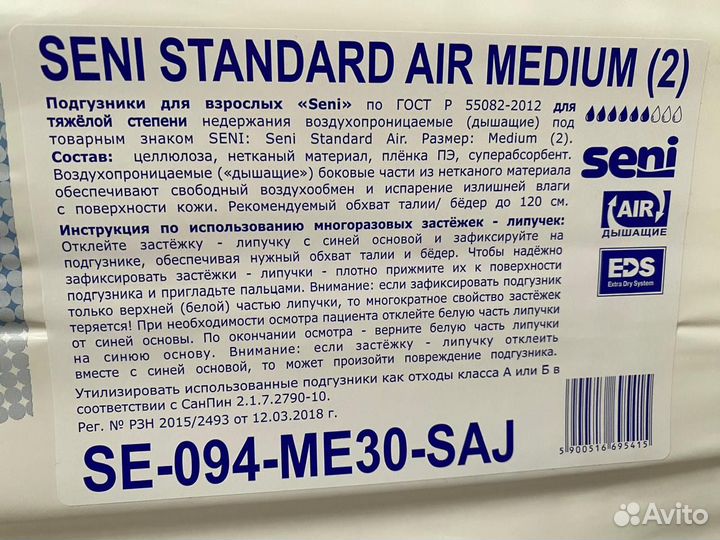 SENI STANDARD AIR MEDIUM (2)
Подгузники для взрослых «Seni» по ГОСТ Р 55082-2012 для
тяжёлой степени недержания воздухопроницаемые (дышащие) под
товарным знаком SENI: Seni Standard Air. Размер: Medium (2).
Состав: целлюлоза, нетканый материал, плёнка ПЭ, суперабсорбент.
Воздухопроницаемые («дышащие») боковые части из нетканого материала
обеспечивают свободный воздухообмен и испарение излишней влаги
с поверхности кожи. Рекомендуемый обхват талии/ бёдер до 120 см.
seni
AIR
ДЫШАЩИЕ
EDS
Extra Dry System
Инструкция по использованию многоразовых застёжек - липучек:
Отклейте застёжку - липучку с синей основой и зафиксируйте на
подгузнике, обеспечивая нужный обхват талии и бёдер. Чтобы надёжно
зафиксировать застёжки - липучки - плотно прижмите их к поверхности
подгузника и пригладьте пальцами. Внимание: если зафиксировать подгузник
только верхней (белой) частью липучки, то многократное свойство застёжек
теряется! При необходимости осмотра пациента отклейте белую часть липучки
от синей основы. По окончании осмотра - верните белую часть липучки
на синюю основу. Внимание: если застёжку - липучку отклеить
вместе с синей основой, то может произойти повреждение подгузника.
Утилизировать использованные подгузники как отходы класса А или Б в
соответствии с СанПин 2.1.7.2790-10.
Рег. № РЗН 2015/2493 от 12.03.2018 г.
SE-094-ME30-SAJ
5 900516 695415
Avito